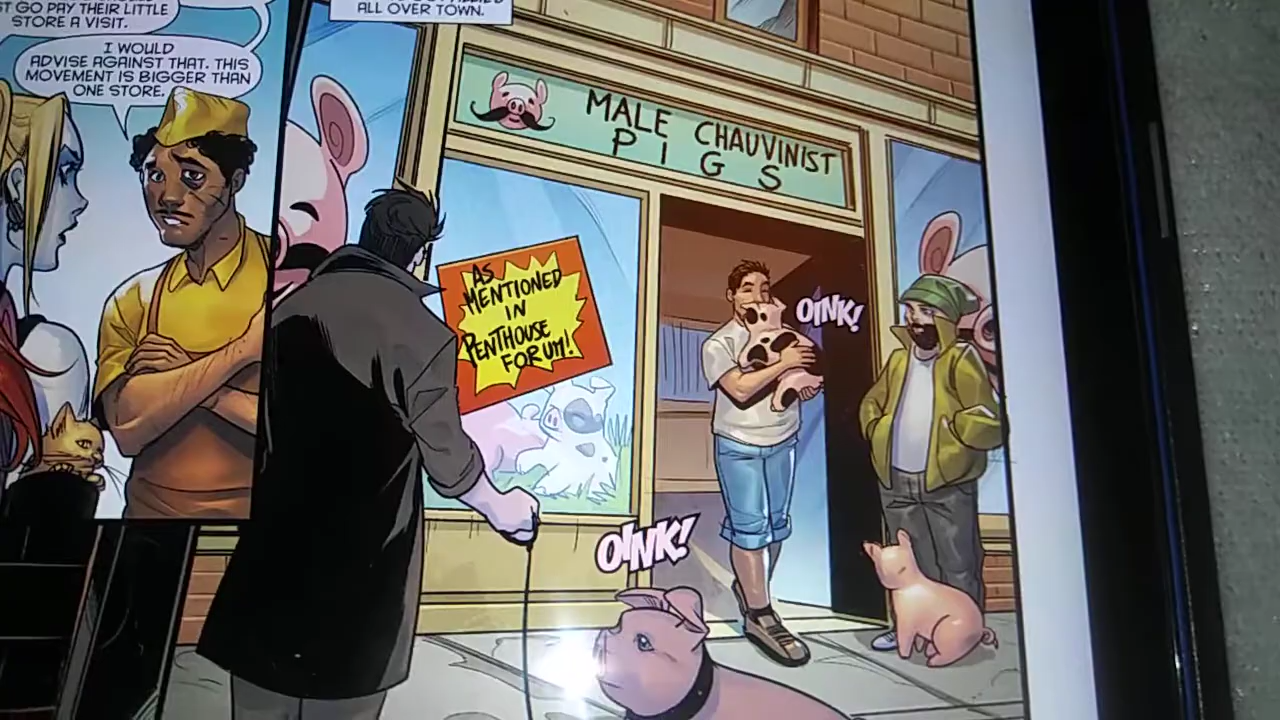 GO PAY THEIR LITTLE
STORE A VISIT.
I WOULD
ADVISE AGAINST THAT. THIS
MOVEMENT IS BIGGER THAN
ONE STORE.
ALL OVER TOWN.
MALE CHAUVINIST
PIGS
AS
MENTIONED
IN
PENTHOUSE
FORUM!
OINK!
OINK!